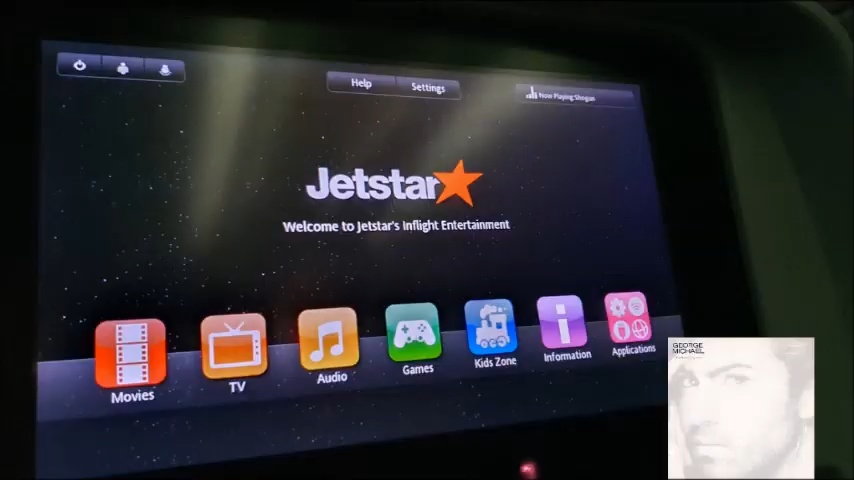 Help
Settings
Now Playing Shogun
Jetstar
Welcome to Jetstar's Inflight Entertainment
Movies
TV
Audio
Games
Kids Zone
Information
Applications
GEORGE
MICHAEL